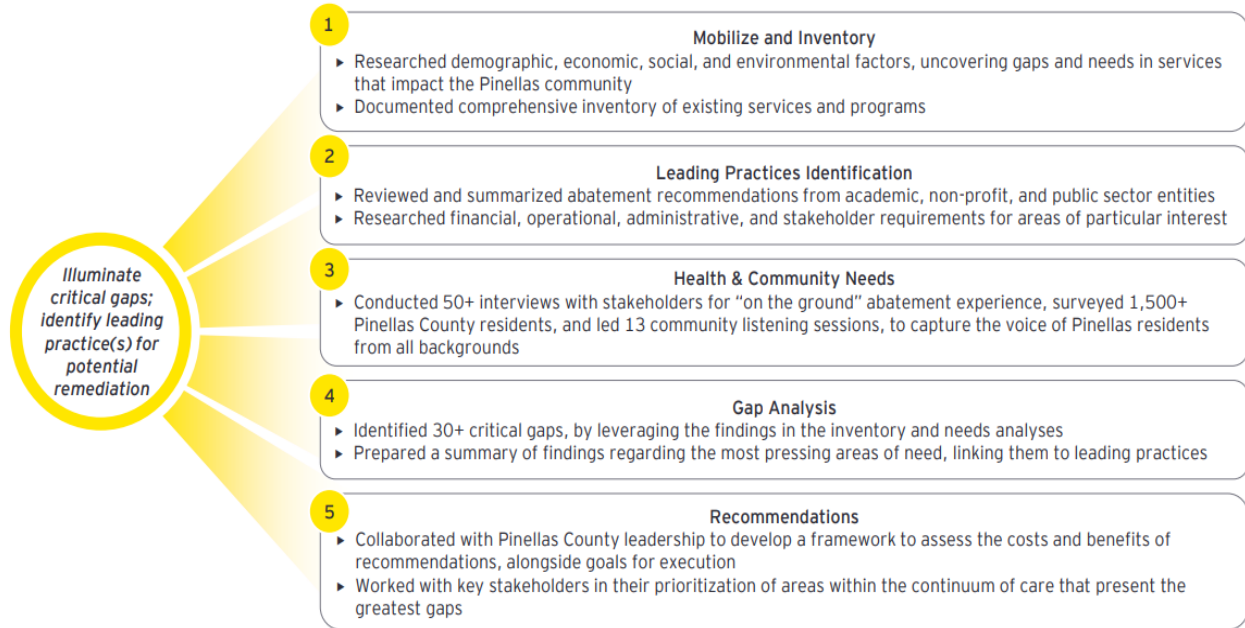 Illuminate
critical gaps;
identify leading
practice(s) for
potential
remediation
1
Mobilize and Inventory
► Researched demographic, economic, social, and environmental factors, uncovering gaps and needs in services
that impact the Pinellas community
► Documented comprehensive inventory of existing services and programs
2
Leading Practices Identification
► Reviewed and summarized abatement recommendations from academic, non-profit, and public sector entities
► Researched financial, operational, administrative, and stakeholder requirements for areas of particular interest
3
Health & Community Needs
► Conducted 50+ interviews with stakeholders for “on the ground” abatement experience, surveyed 1,500+
Pinellas County residents, and led 13 community listening sessions, to capture the voice of Pinellas residents
from all backgrounds
4
Gap Analysis
► Identified 30+ critical gaps, by leveraging the findings in the inventory and needs analyses
► Prepared a summary of findings regarding the most pressing areas of need, linking them to leading practices
5
Recommendations
► Collaborated with Pinellas County leadership to develop a framework to assess the costs and benefits of
recommendations, alongside goals for execution
► Worked with key stakeholders in their prioritization of areas within the continuum of care that present the
greatest gaps